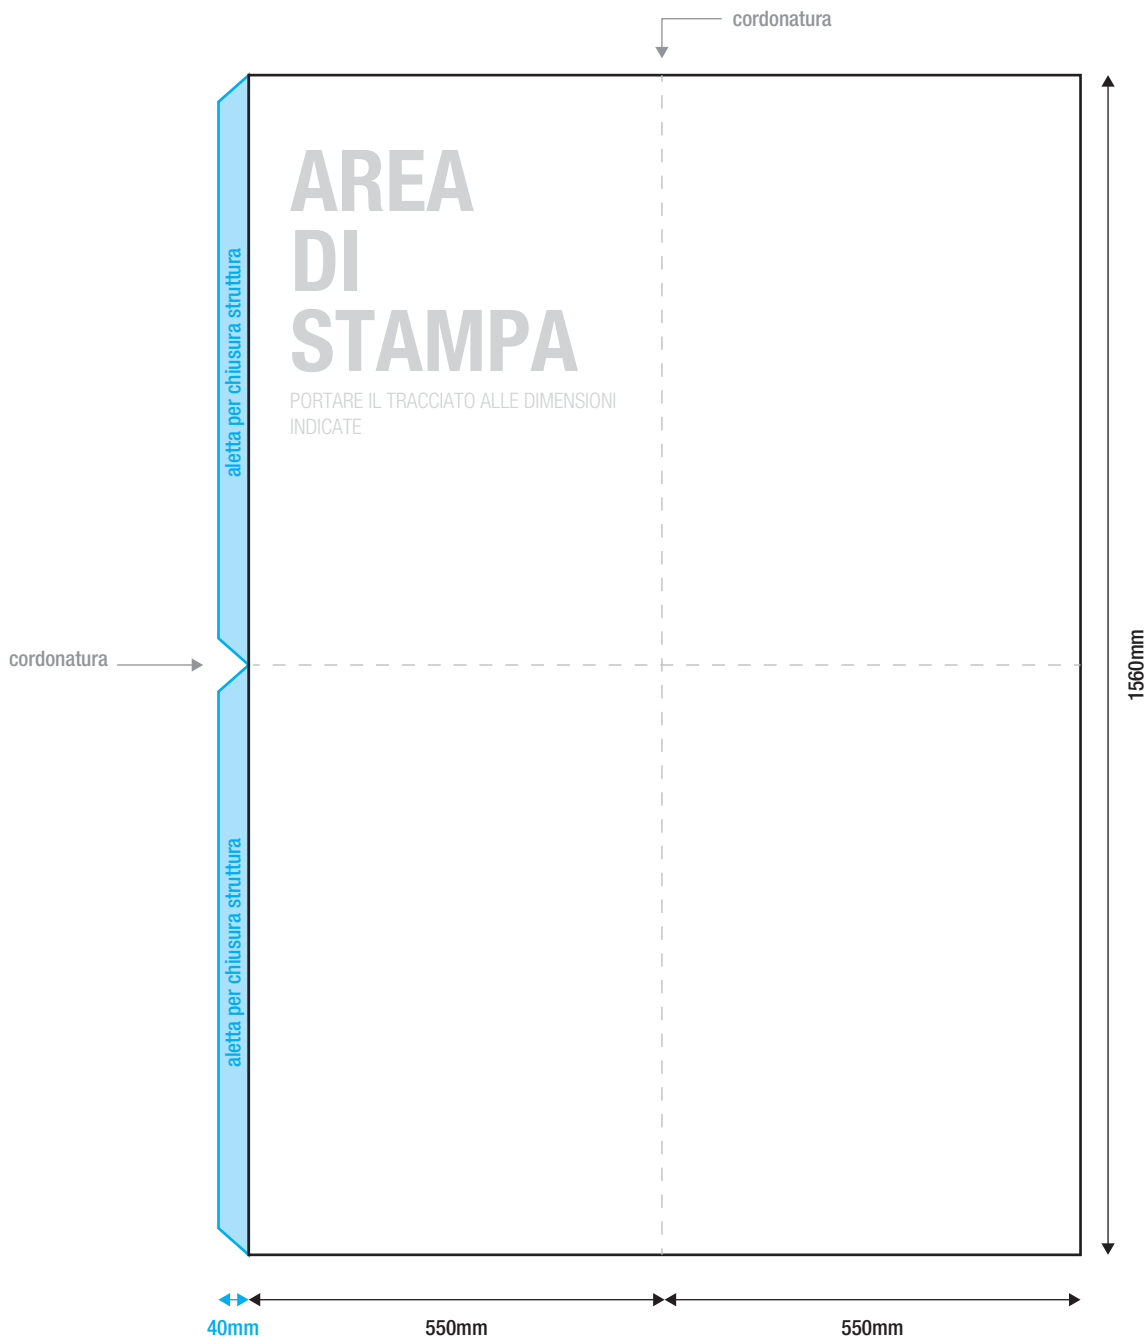 cordonatura
AREA
DI
STAMPA
PORTARE IL TRACCIATO ALLE DIMENSIONI
INDICATE
aletta per chiusura struttura
cordonatura
1560mm
aletta per chiusura struttura
40mm
550mm
550mm